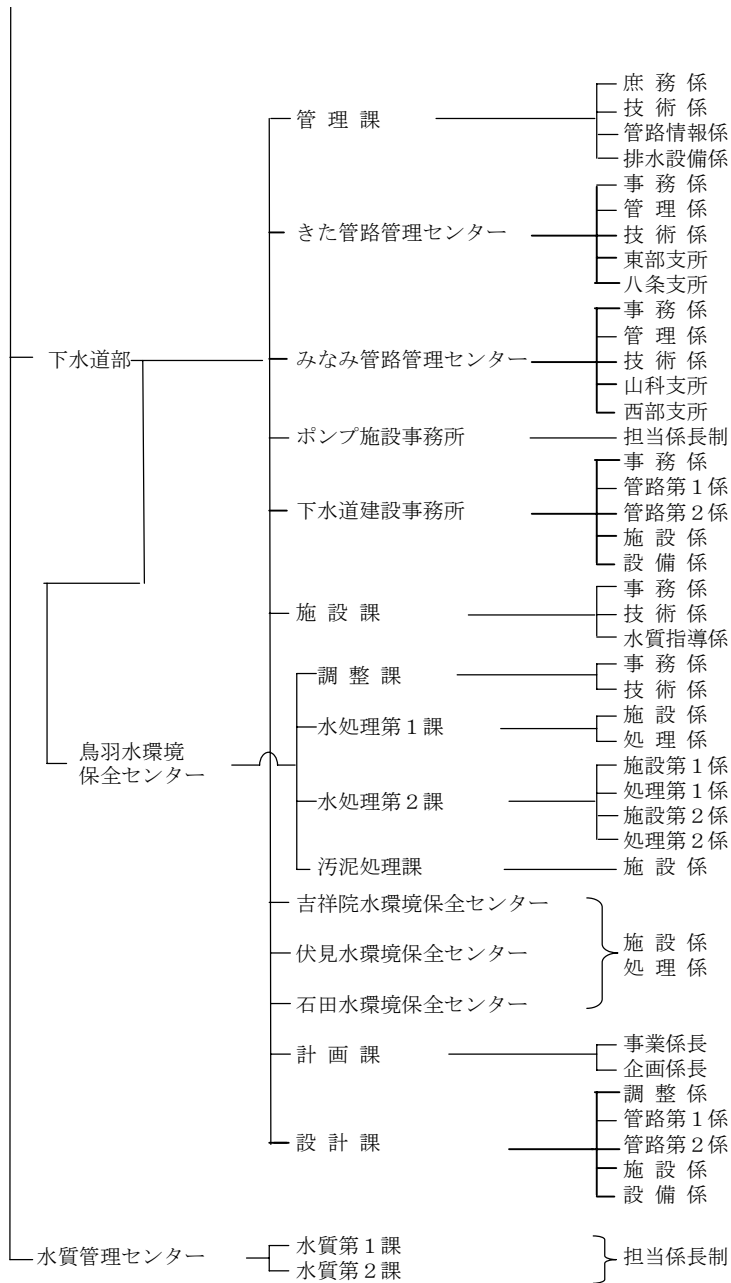 庶務係
管理課
技術係
管路情報係
排水設備係
事務係
管理係
きた管路管理センター
技術係
東部支所
八条支所
事務係
管理係
下水道部
みなみ管路管理センター
技術係
山科支所
西部支所
ポンプ施設事務所
担当係長制
事務係
管路第1係
下水道建設事務所
管路第2係
施設係
設備係
事務係
施設課
技術係
水質指導係
調整課
事務係
技術係
水処理第1課
施設係
処理係
鳥羽水環境
保全センター
水処理第2課
施設第1係
処理第1係
施設第2係
処理第2係
汚泥処理課
施設係
吉祥院水環境保全センター
伏見水環境保全センター
石田水環境保全センター
施設係
処理係
計画課
事業係長
企画係長
設計課
調整係
管路第1係
管路第2係
施設係
設備係
水質管理センター
水質第1課
水質第2課
担当係長制